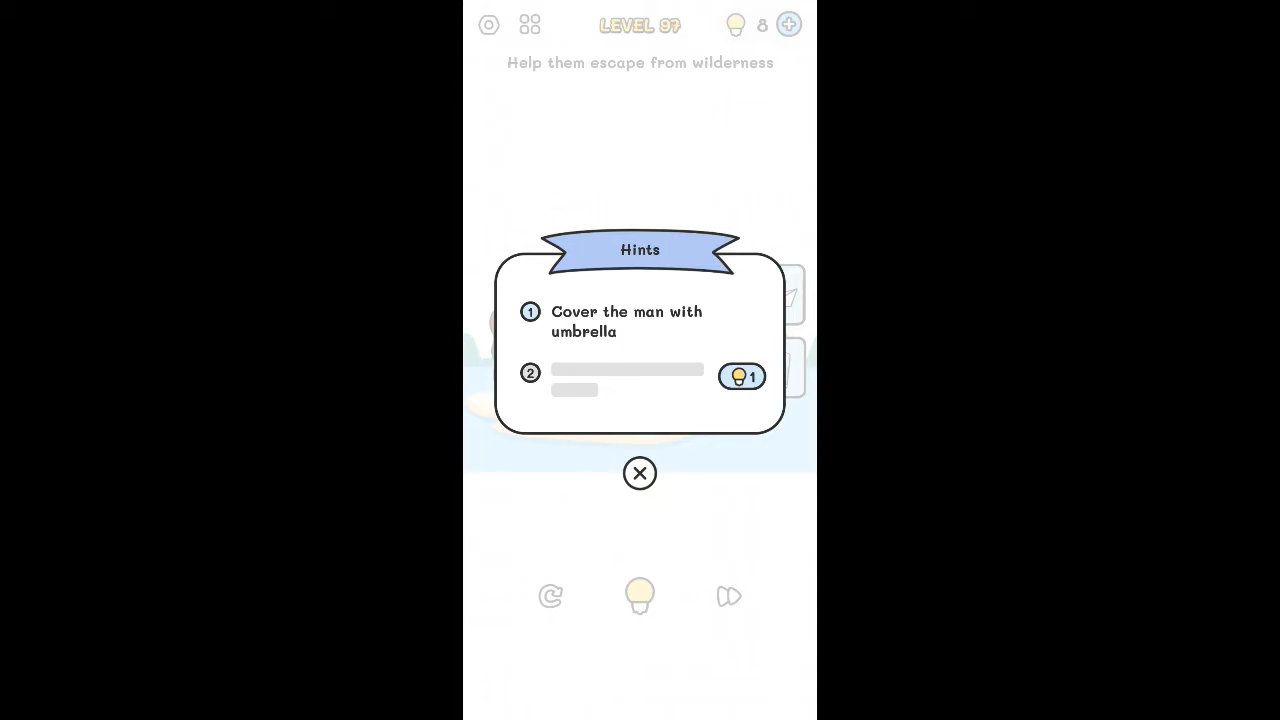 LEVEL 97
8
Help them escape from wilderness
Hints
1 Cover the man with
umbrella
2
1